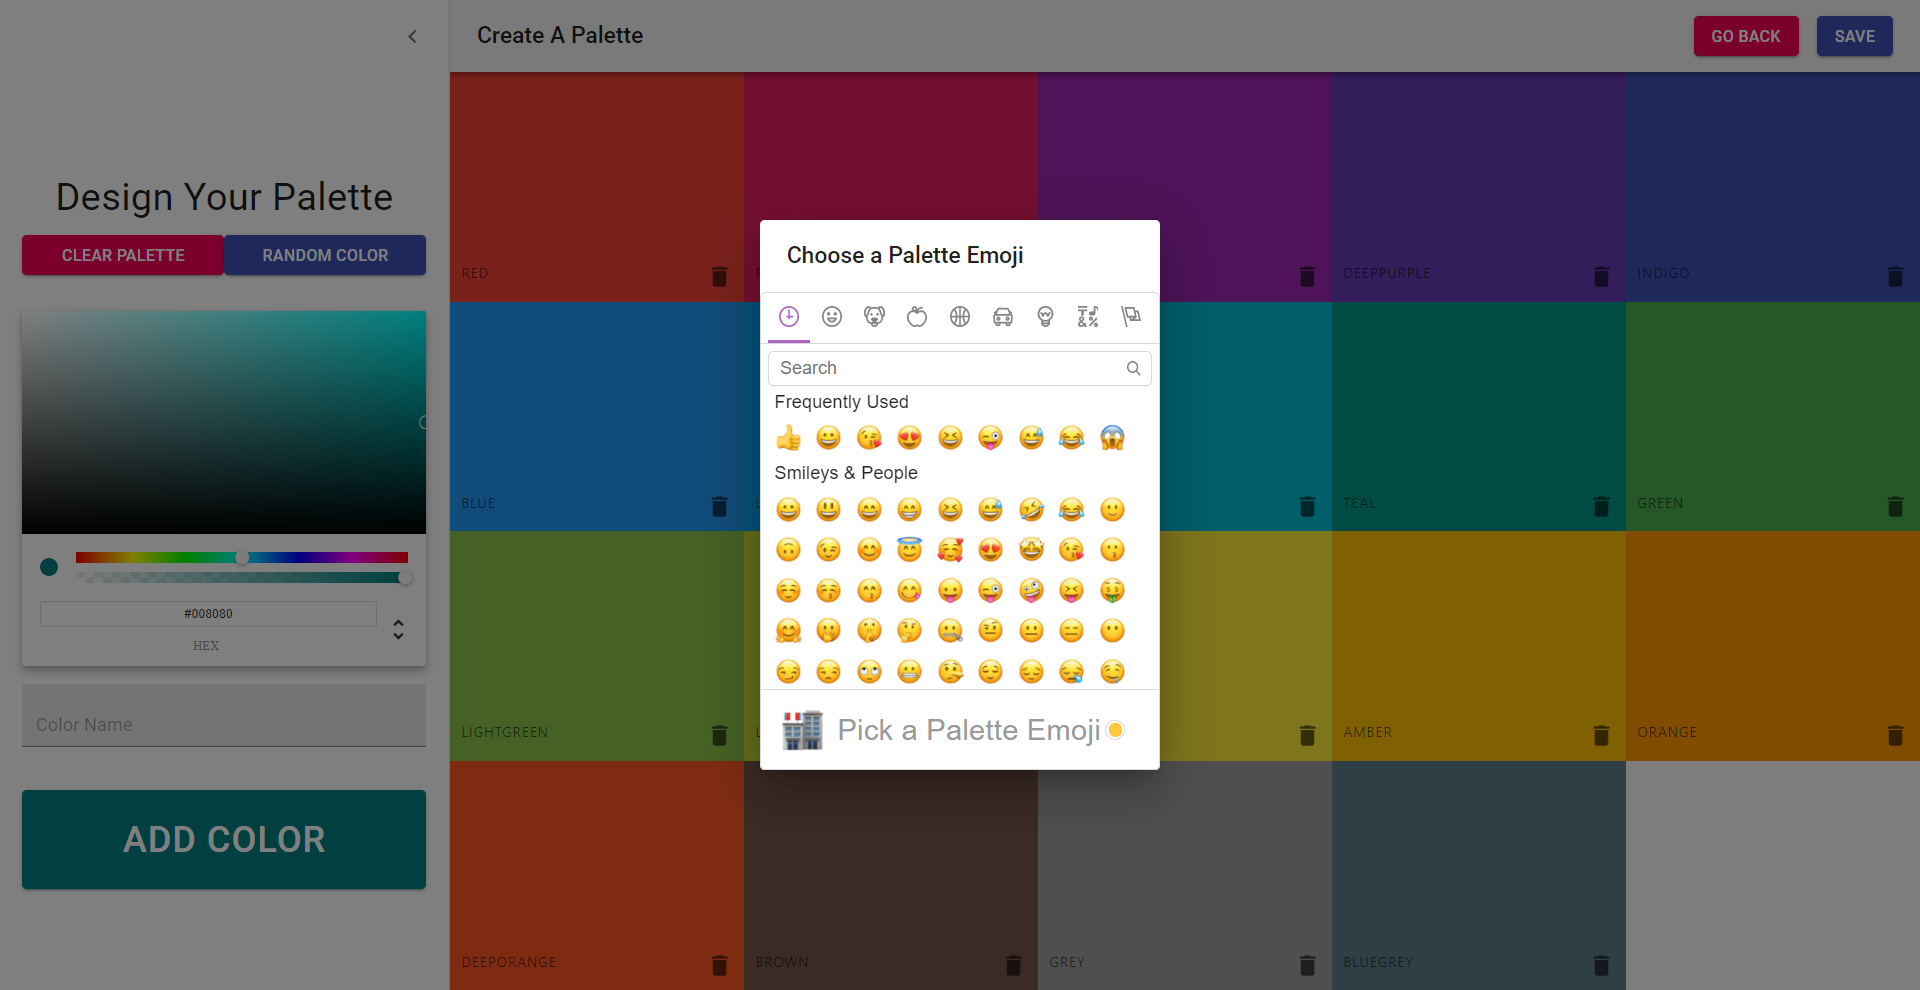 Create A Palette
GO BACK
SAVE
Design Your Palette
CLEAR PALETTE
RANDOM COLOR
#008080
HEX
Color Name
ADD COLOR
RED
DEEPPURPLE
INDIGO
BLUE
TEAL
GREEN
LIGHTGREEN
AMBER
ORANGE
DEEPORANGE
BROWN
GREY
BLUEGREY
Choose a Palette Emoji
Search
Frequently Used
Smileys & People
Pick a Palette Emoji